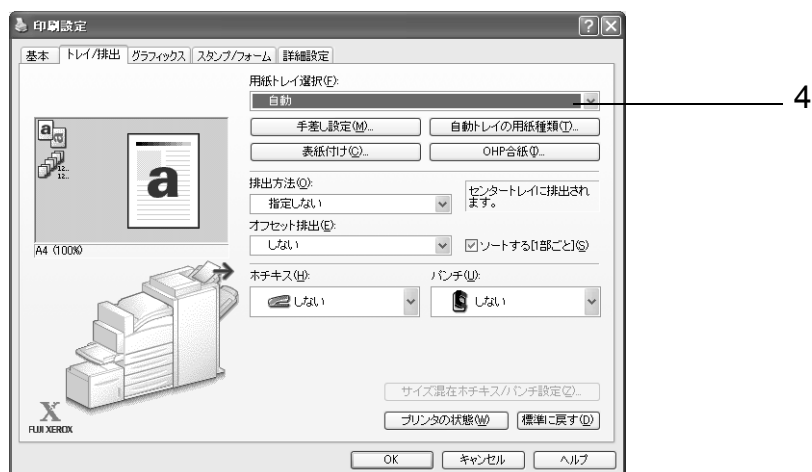 印刷設定
基本 トレイ/排出 グラフィックス スタンプ/フォーム 詳細設定
用紙トレイ選択(F):
自動
4
手差し設定(M)... 自動トレイの用紙種類(T)...
表紙付け(C)... OHP合紙(I)...
a
a
12..
12..
A4 (100%)
排出方法(O):
指定しない
センタートレイに排出され
ます。
オフセット排出(E):
しない
ソートする[1部ごと](S)
ホチキス(H): パンチ(U):
しない しない
サイズ混在ホチキス/パンチ設定(Z)...
X
FUJI XEROX
プリンタの状態(W) 標準に戻す(D)
OK キャンセル ヘルプ